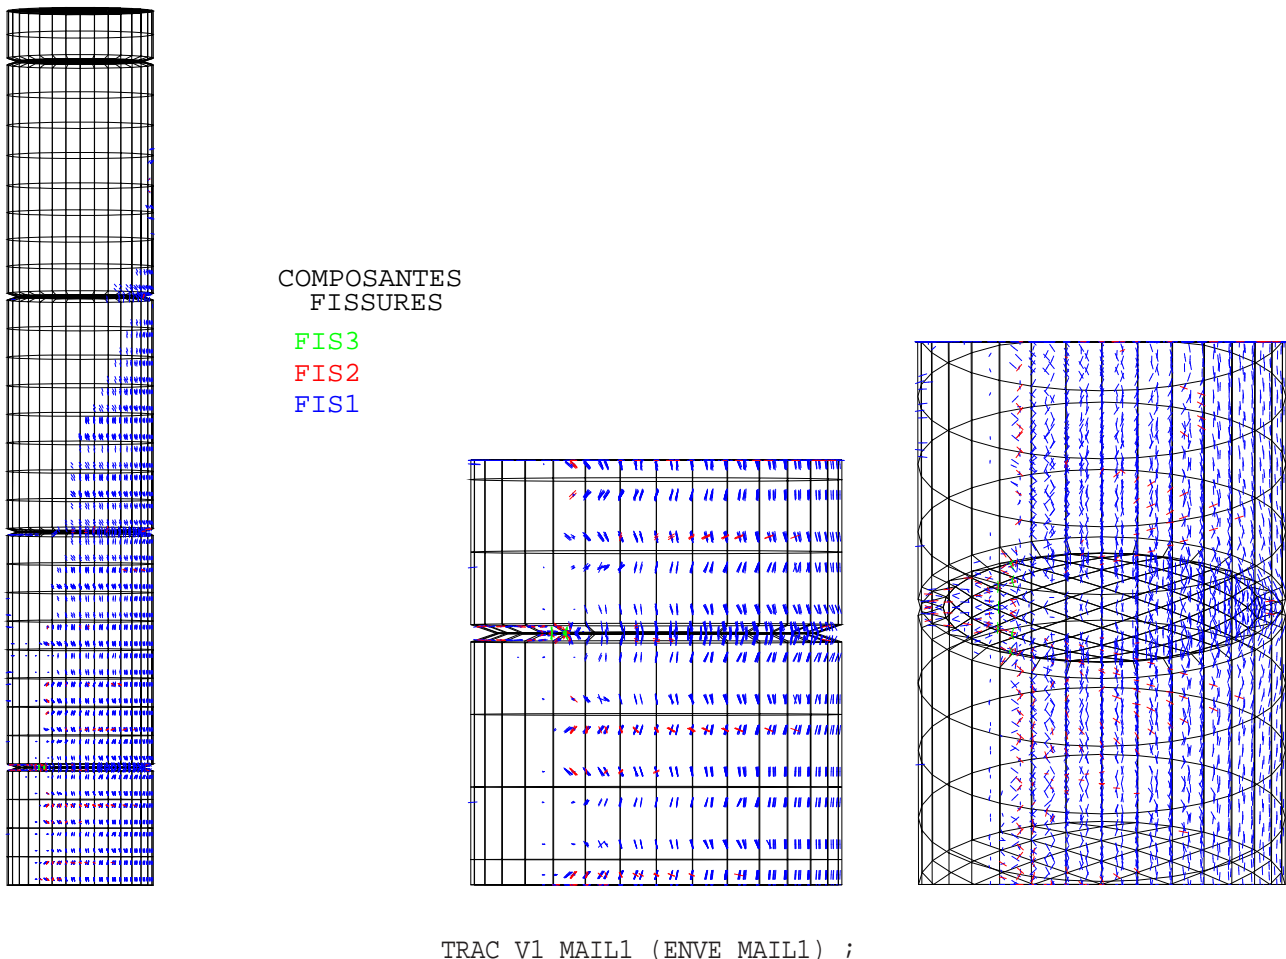 COMPOSANTES
FISSURES
FIS3
FIS2
FIS1
TRAC V1 MAIL1 (ENVE MAIL1) ;